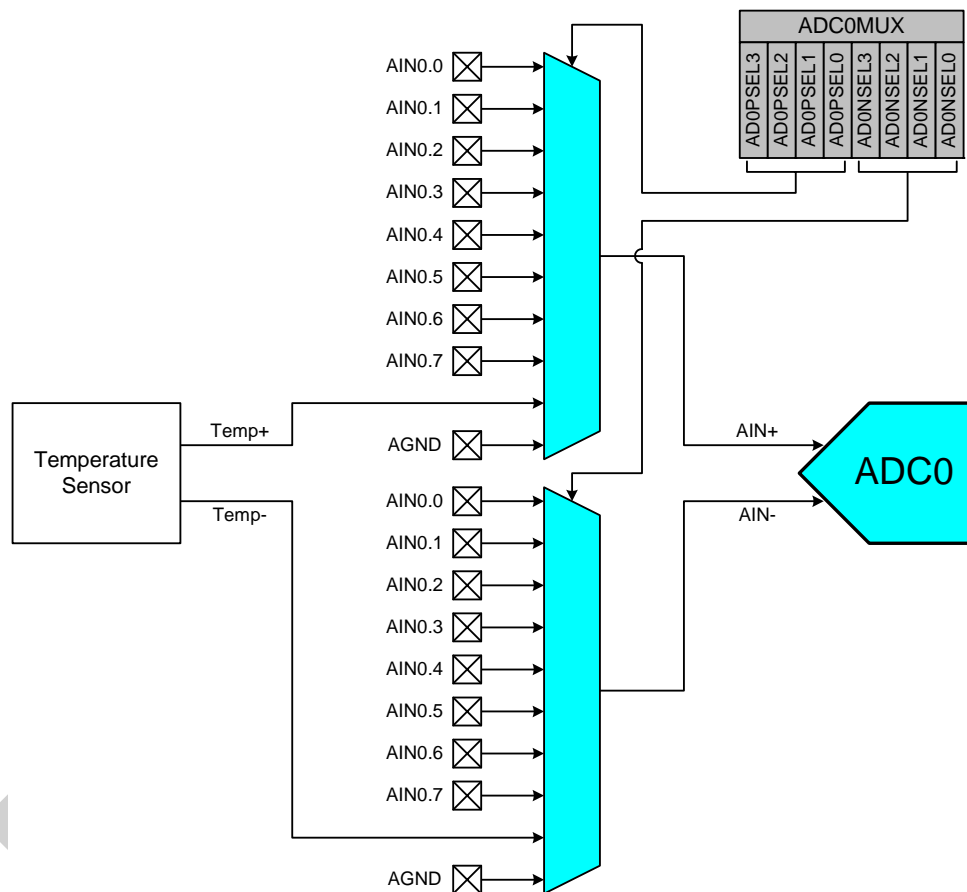 ADC0MUX
AD0PSEL3
AD0PSEL2
AD0PSEL1
AD0PSEL0
AD0NSEL3
AD0NSEL2
AD0NSEL1
AD0NSEL0
AIN0.0
AIN0.1
AIN0.2
AIN0.3
AIN0.4
AIN0.5
AIN0.6
AIN0.7
AGND
Temperature
Sensor
Temp+
Temp-
AIN0.0
AIN0.1
AIN0.2
AIN0.3
AIN0.4
AIN0.5
AIN0.6
AIN0.7
AGND
AIN+
AIN-
ADC0